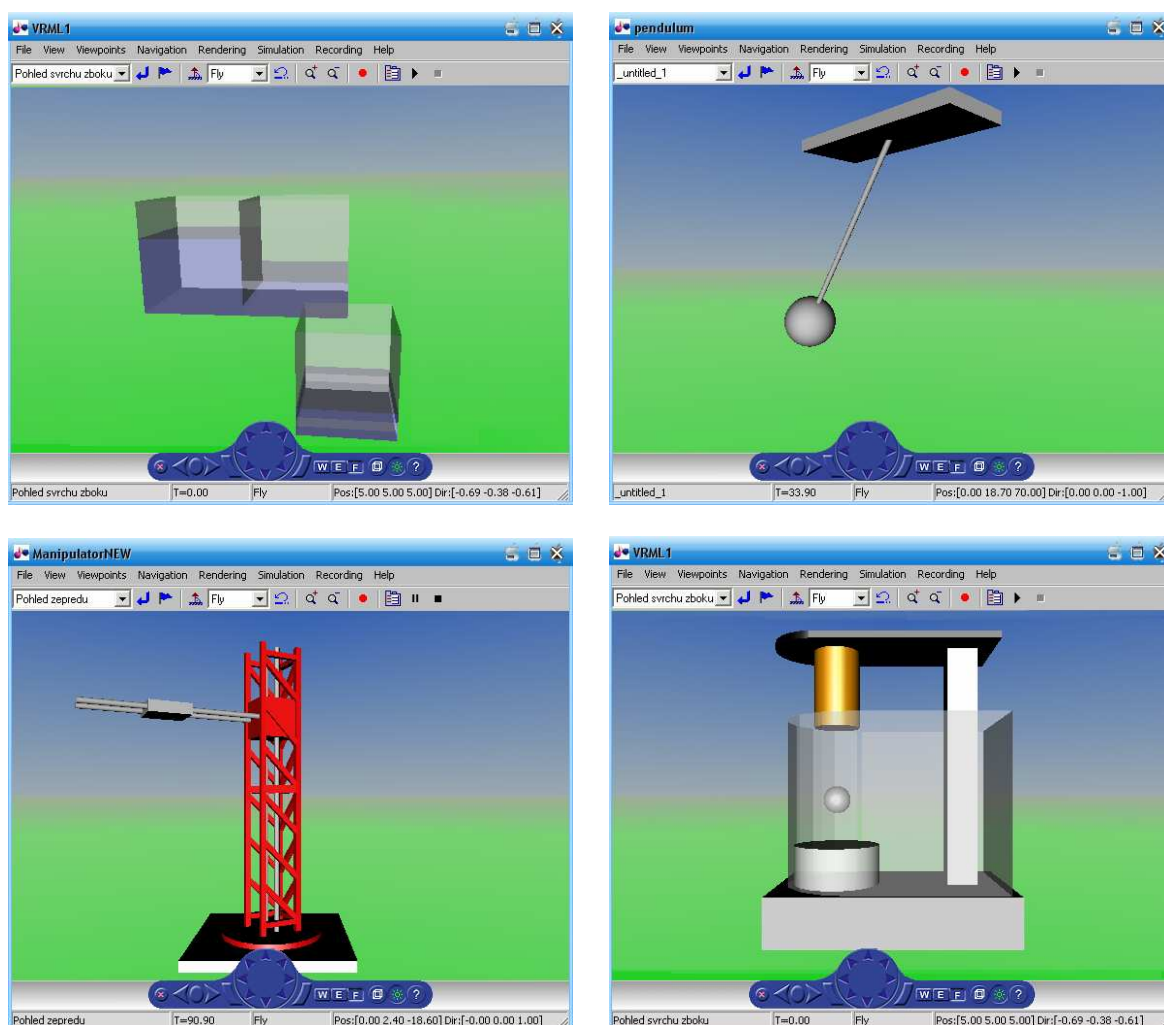 VRML1
File View Viewpoints Navigation Rendering Simulation Recording Help
Pohled svrchu zboku Fly
W E F ?
Pohled svrchu zboku T=0.00 Fly Pos:[5.00 5.00 5.00] Dir:[-0.69 -0.38 -0.61]
pendulum
File View Viewpoints Navigation Rendering Simulation Recording Help
_untitled_1 Fly
W E F ?
_untitled_1 T=33.90 Fly Pos:[0.00 18.70 70.00] Dir:[0.00 0.00 -1.00]
ManipulatorNEW
File View Viewpoints Navigation Rendering Simulation Recording Help
Pohled zepredu Fly
W E F ?
Pohled zepredu T=90.90 Fly Pos:[0.00 2.40 -18.60] Dir:[-0.00 0.00 1.00]
VRML1
File View Viewpoints Navigation Rendering Simulation Recording Help
Pohled svrchu zboku Fly
W E F ?
Pohled svrchu zboku T=0.00 Fly Pos:[5.00 5.00 5.00] Dir:[-0.69 -0.38 -0.61]